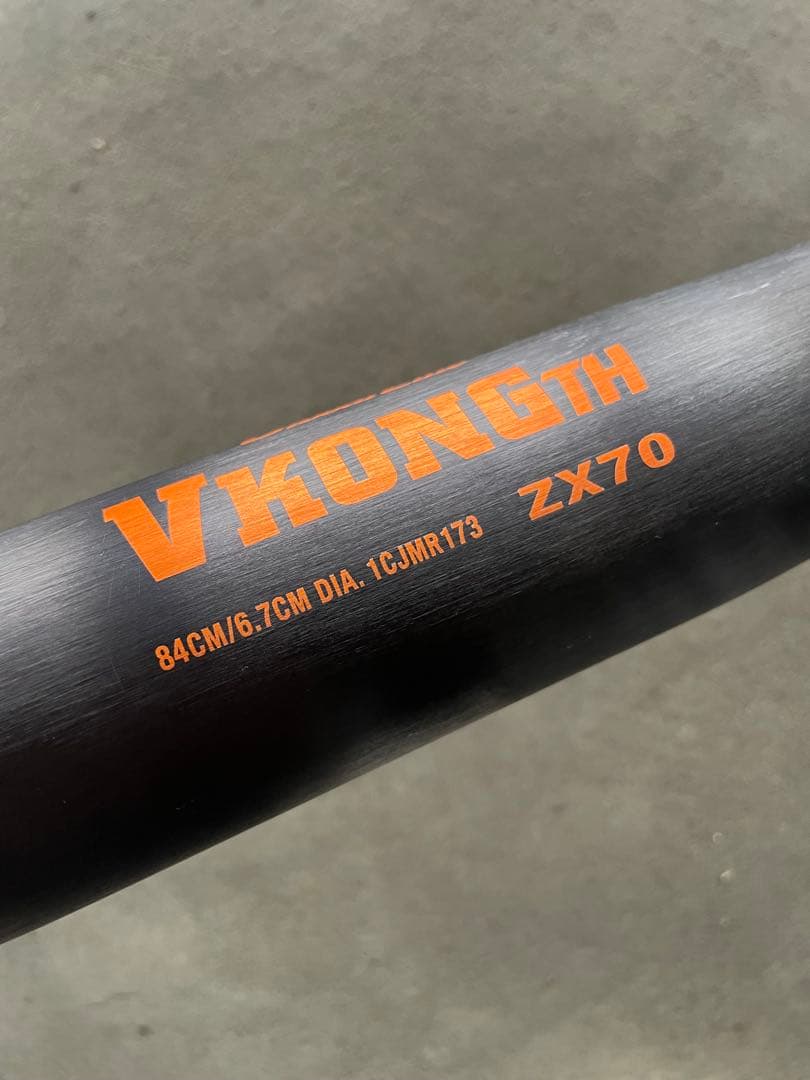 VKONGTH
ZX70
84CM/6.7CM DIA. 1CJMR173